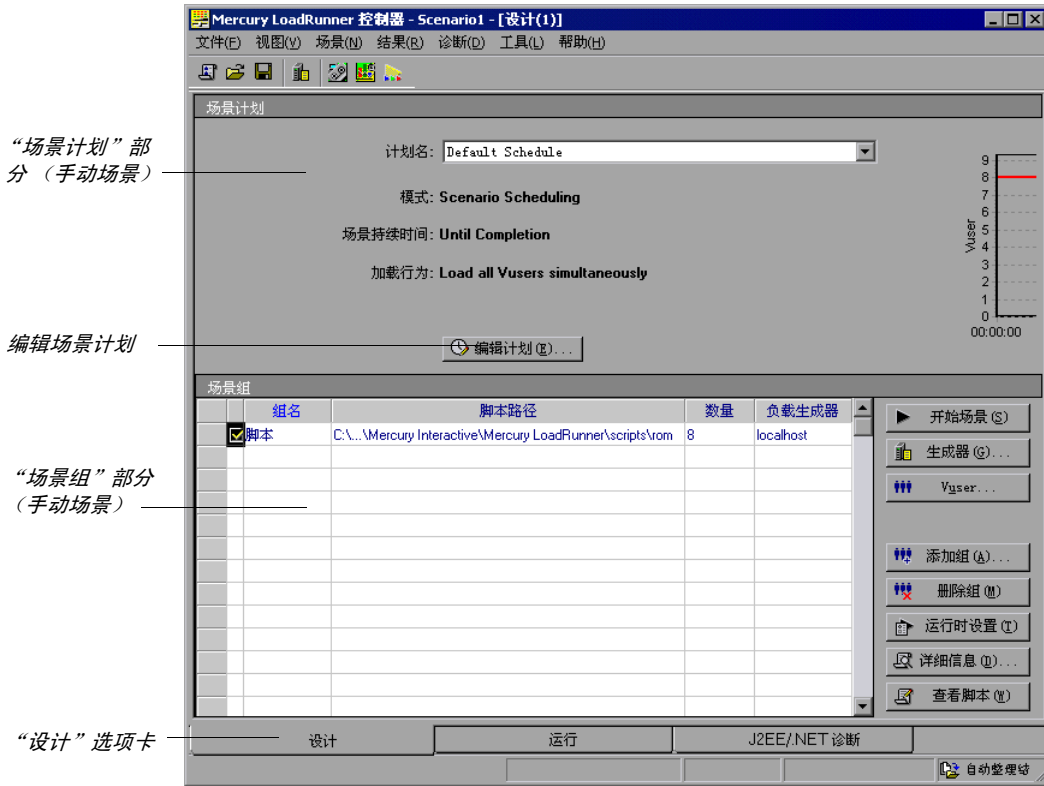 Mercury LoadRunner 控制器 - Scenario1 - [设计(1)]
文件(F) 视图(V) 场景(N) 结果(R) 诊断(D) 工具(L) 帮助(H)
场景计划
“场景计划”部
分 （手动场景）
计划名: Default Schedule
模式: Scenario Scheduling
场景持续时间: Until Completion
加载行为: Load all Vusers simultaneously
Vuser
9
8
7
6
5
4
3
2
1
0
00:00:00
编辑场景计划
编辑计划(E)...
场景组
组名 脚本路径 数量 负载生成器
脚本 C:\...\Mercury Interactive\Mercury LoadRunner\scripts\rom 8 localhost
“场景组”部分
（手动场景）
开始场景(S)
生成器(G)...
Vuser...
添加组(A)...
删除组(M)
运行时设置(T)
详细信息(D)...
查看脚本(W)
“设计”选项卡
设计 运行 J2EE/.NET 诊断
自动整理结